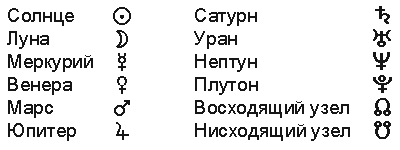 Солнце ☉ Сатурн ♄
Луна ☽ Уран ♅
Меркурий ☿ Нептун ♆
Венера ♀ Плутон ♇
Марс ♂ Восходящий узел ☊
Юпитер ♃ Нисходящий узел ☋